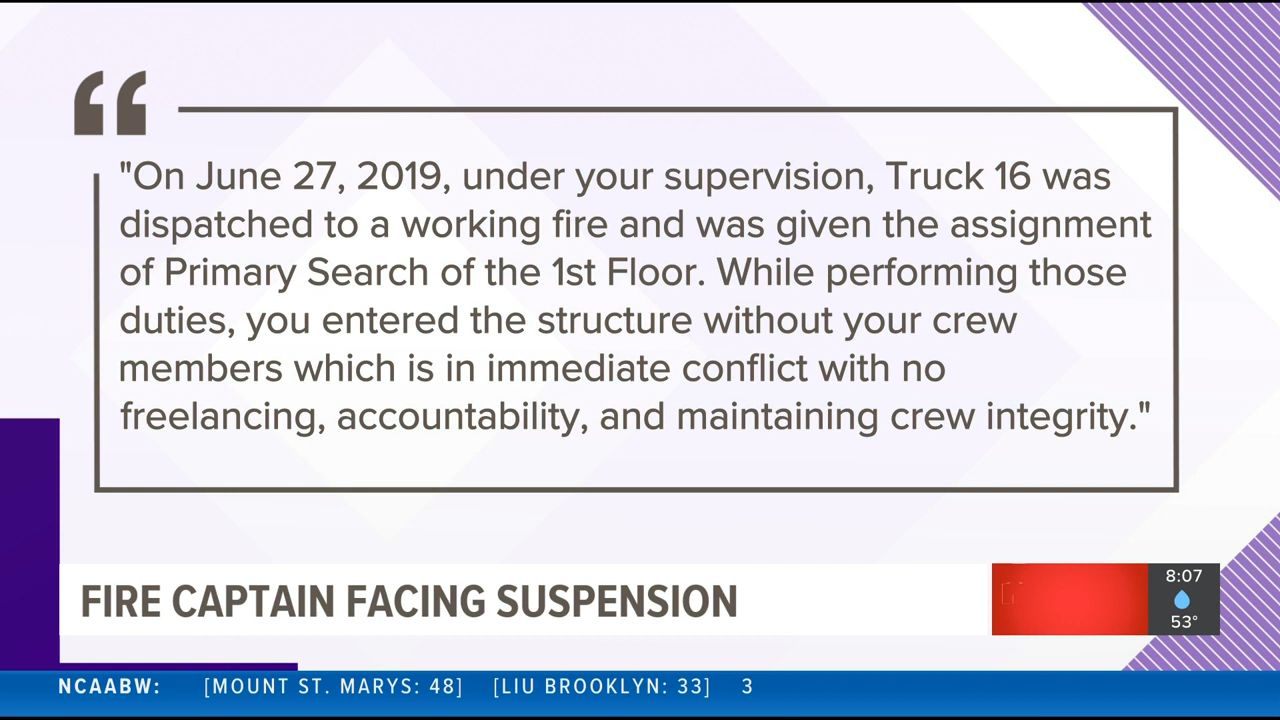 “
"On June 27, 2019, under your supervision, Truck 16 was
dispatched to a working fire and was given the assignment
of Primary Search of the 1st Floor. While performing those
duties, you entered the structure without your crew
members which is in immediate conflict with no
freelancing, accountability, and maintaining crew integrity."
FIRE CAPTAIN FACING SUSPENSION
8:07
53°
NCAABW: [MOUNT ST. MARYS: 48] [LIU BROOKLYN: 33] 3